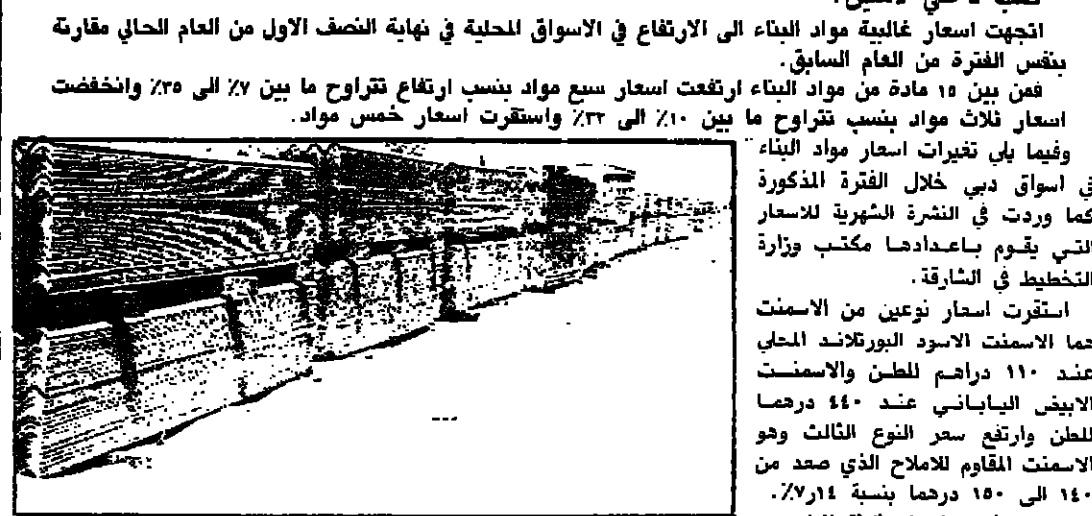 اتجهت اسعار غالبية مواد البناء الى الارتفاع في الاسواق المحلية في نهاية النصف الاول من العام الحالي مقارنة
بنفس الفترة من العام السابق.
فمن بين ١٥ مادة من مواد البناء ارتفعت اسعار سبع مواد بنسب ارتفاع تتراوح ما بين ٧٪ الى ٣٥٪ وانخفضت
اسعار ثلاث مواد بنسب تتراوح ما بين ١٠٪ الى ٣٢٪ واستقرت اسعار خمس مواد.
وفيما يلي تغيرات اسعار مواد البناء
في اسواق دبي خلال الفترة المذكورة
كما وردت في النشرة الشهرية للاسعار
التي يقوم باعدادها مكتب وزارة
التخطيط في الشارقة.
استقرت اسعار نوعين من الاسمنت
هما الاسمنت الاسود البورتلاند المحلي
عند ١١٠ دراهم للطن والاسمنت
الابيض الياباني عند ٤٤٠ درهما
للطن وارتفع سعر النوع الثالث وهو
الاسمنت المقاوم للاملاح الذي صعد من
١٤٠ الى ١٥٠ درهما بنسبة ١٤ر٧٪.